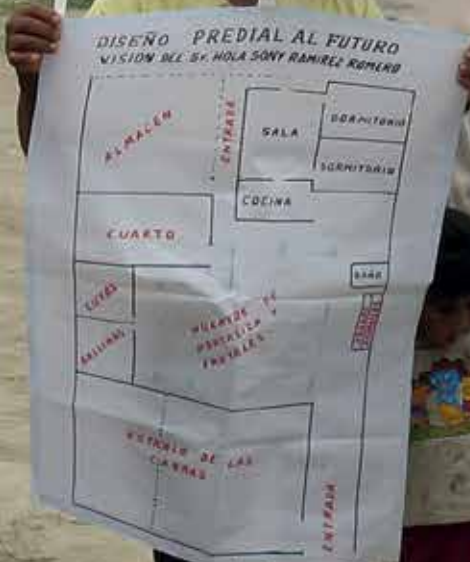 DISEÑO PREDIAL AL FUTURO
VISION DEL Sr. HOLA SONY RAMIREZ ROMERO
ALMACEN
ENTRADA
SALA
DORMITORIO
DORMITORIO
COCINA
CUARTO
BAÑO
CUYES
GALLINAS
HUERTO DE
HORTALIZA Y
FRUTALES
ESTABLO DE LAS
CABRAS
ENTRADA